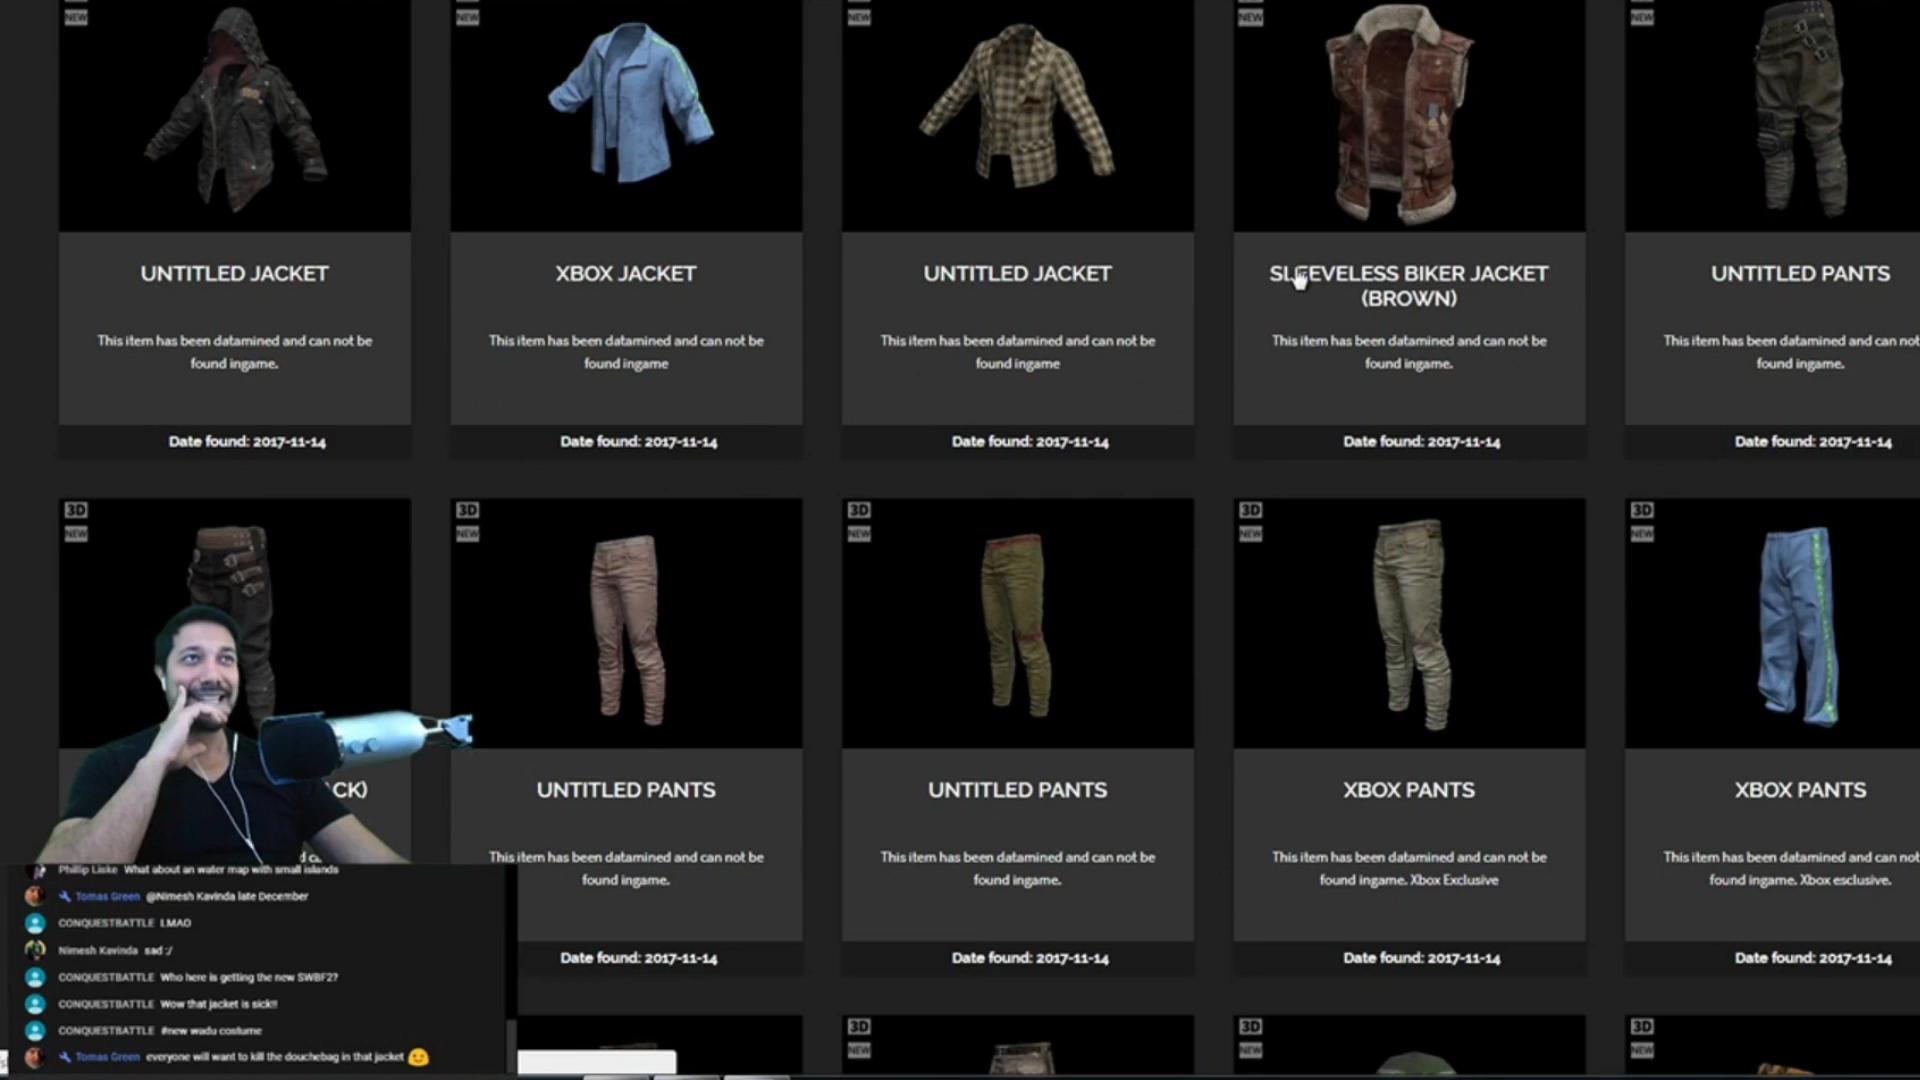 NEW
NEW
NEW
NEW
NEW
UNTITLED JACKET
XBOX JACKET
UNTITLED JACKET
SLEEVELESS BIKER JACKET
(BROWN)
UNTITLED PANTS
This item has been datamined and can not be
found ingame.
This item has been datamined and can not be
found ingame
This item has been datamined and can not be
found ingame
This item has been datamined and can not be
found ingame.
This item has been datamined and can not
found ingame.
Date found: 2017-11-14
Date found: 2017-11-14
Date found: 2017-11-14
Date found: 2017-11-14
Date found: 2017-11-14
3D
NEW
3D
NEW
3D
NEW
3D
NEW
3D
NEW
CK)
UNTITLED PANTS
UNTITLED PANTS
XBOX PANTS
XBOX PANTS
This item has been datamined and can not be
found ingame.
This item has been datamined and can not be
found ingame.
This item has been datamined and can not be
found ingame. Xbox Exclusive
This item has been datamined and can not
found ingame. Xbox esclusive.
Date found: 2017-11-14
Date found: 2017-11-14
Date found: 2017-11-14
Date found: 2017-11-14
Phillip Liske What about an water map with small islands
Tomas Green @Nimesh Kavinda late December
CONQUESTBATTLE LMAO
Nimesh Kavinda sad :/
CONQUESTBATTLE Who here is getting the new SWBF2?
CONQUESTBATTLE Wow that jacket is sick!!
CONQUESTBATTLE #new wadu costume
Tomas Green everyone will want to kill the douchebag in that jacket
3D
NEW
3D
NEW
3D
NEW